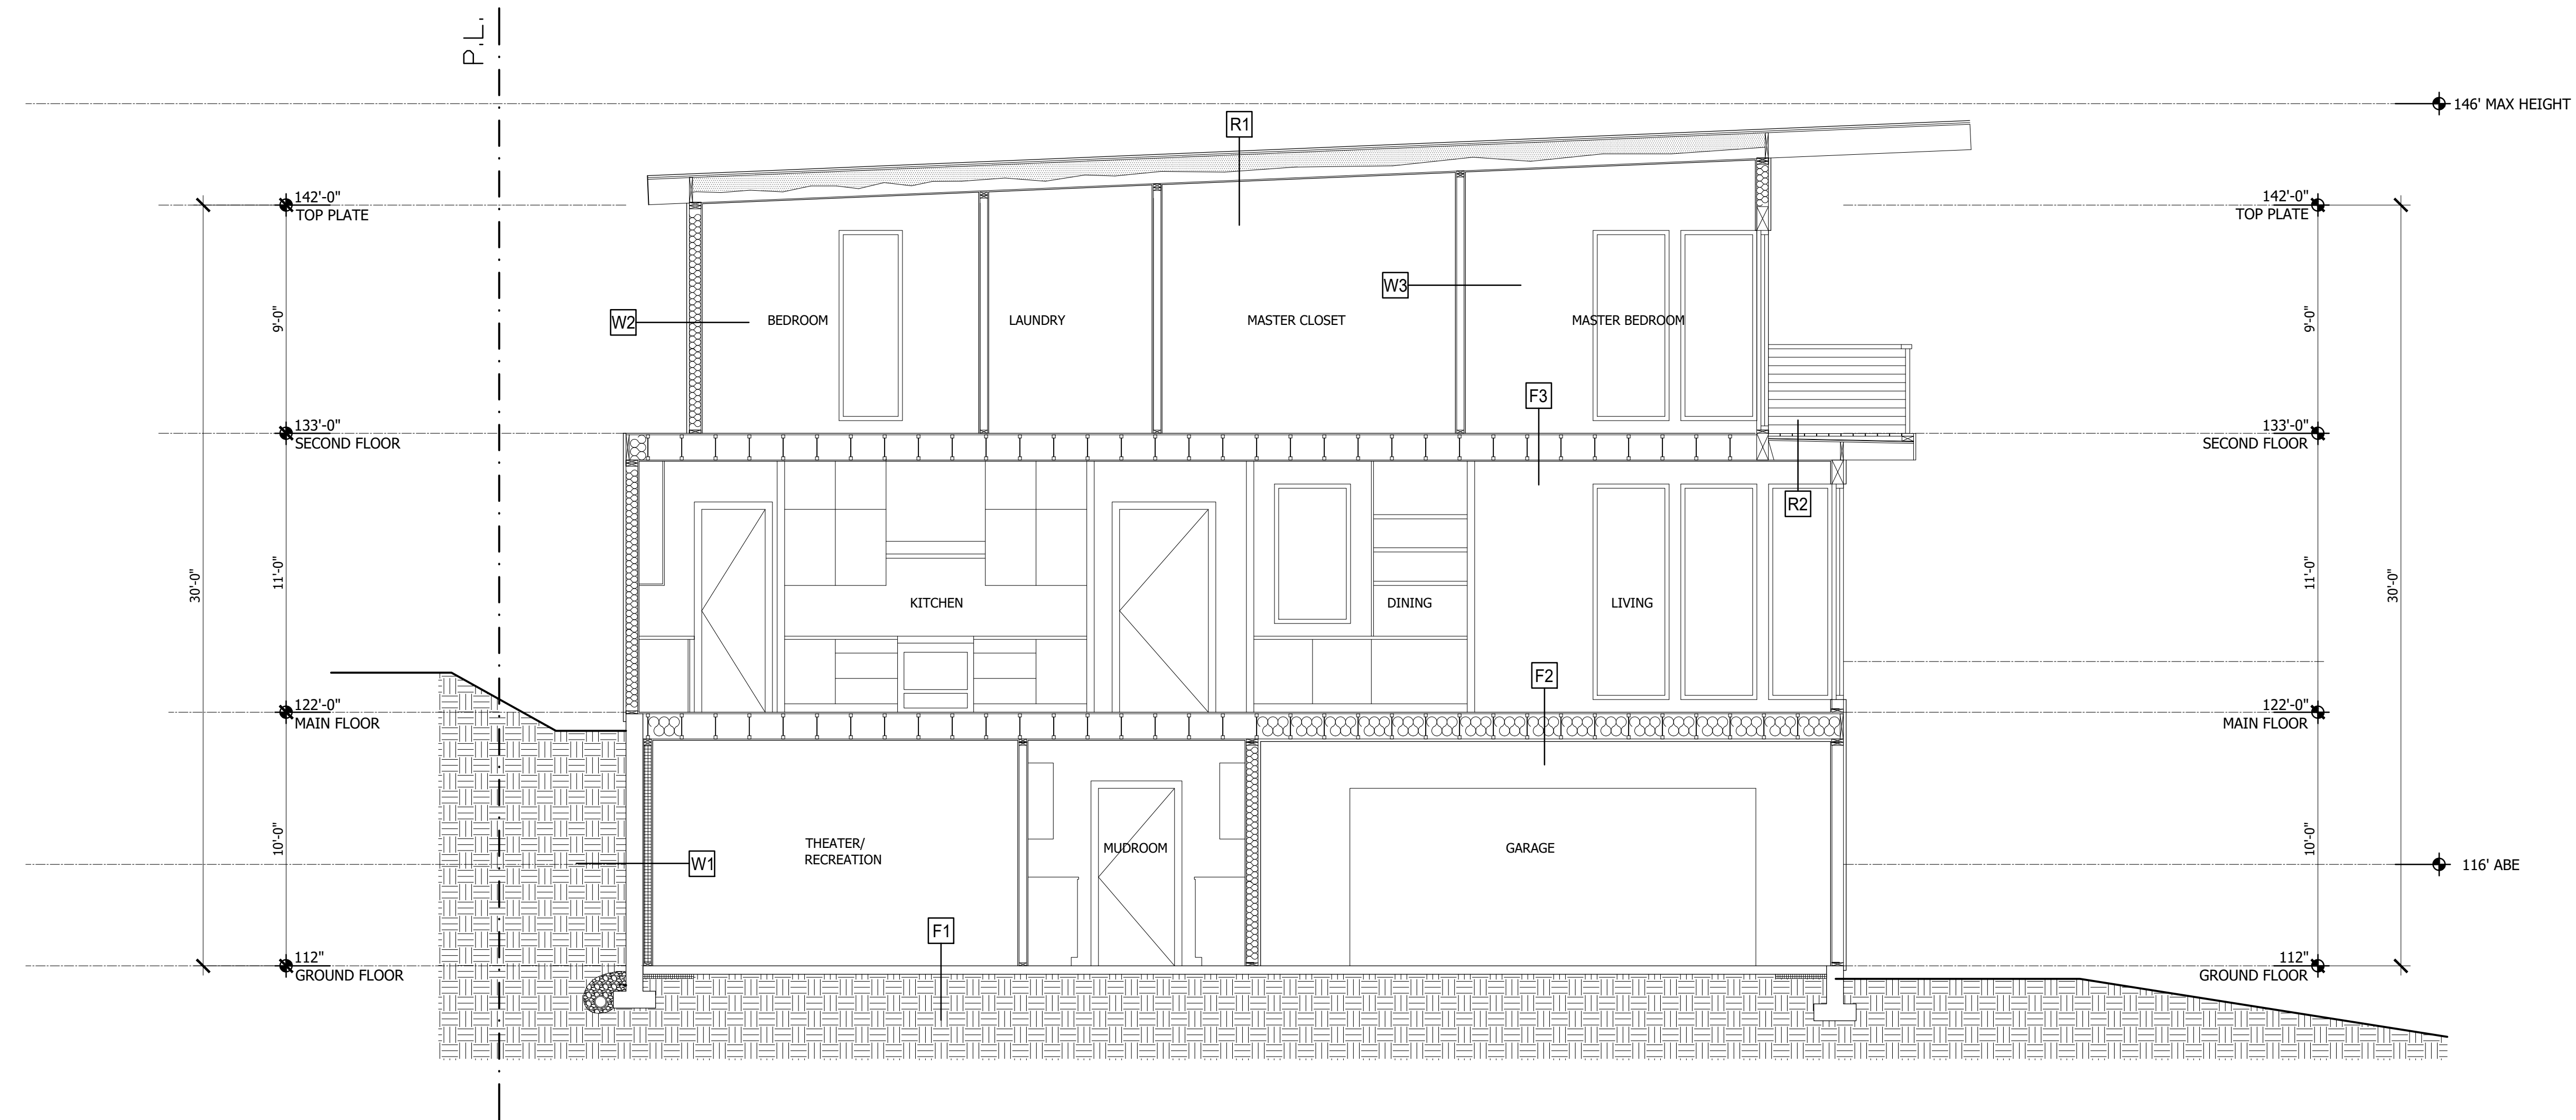 P.L.
146' MAX HEIGHT
R1
142'-0"
TOP PLATE
142'-0"
TOP PLATE
9'-0"
W2
BEDROOM
LAUNDRY
MASTER CLOSET
W3
MASTER BEDROOM
9'-0"
F3
133'-0"
SECOND FLOOR
133'-0"
SECOND FLOOR
R2
30'-0"
11'-0"
KITCHEN
DINING
LIVING
11'-0"
30'-0"
F2
122'-0"
MAIN FLOOR
122'-0"
MAIN FLOOR
10'-0"
THEATER/
RECREATION
MUDROOM
GARAGE
10'-0"
W1
116' ABE
F1
112"
GROUND FLOOR
112"
GROUND FLOOR